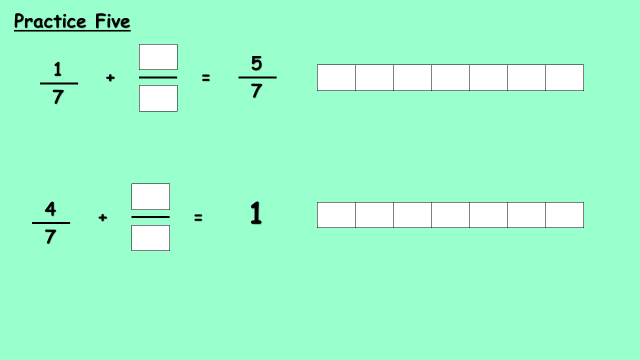 Practice Five
1/7 + = 5/7
4/7 + = 1